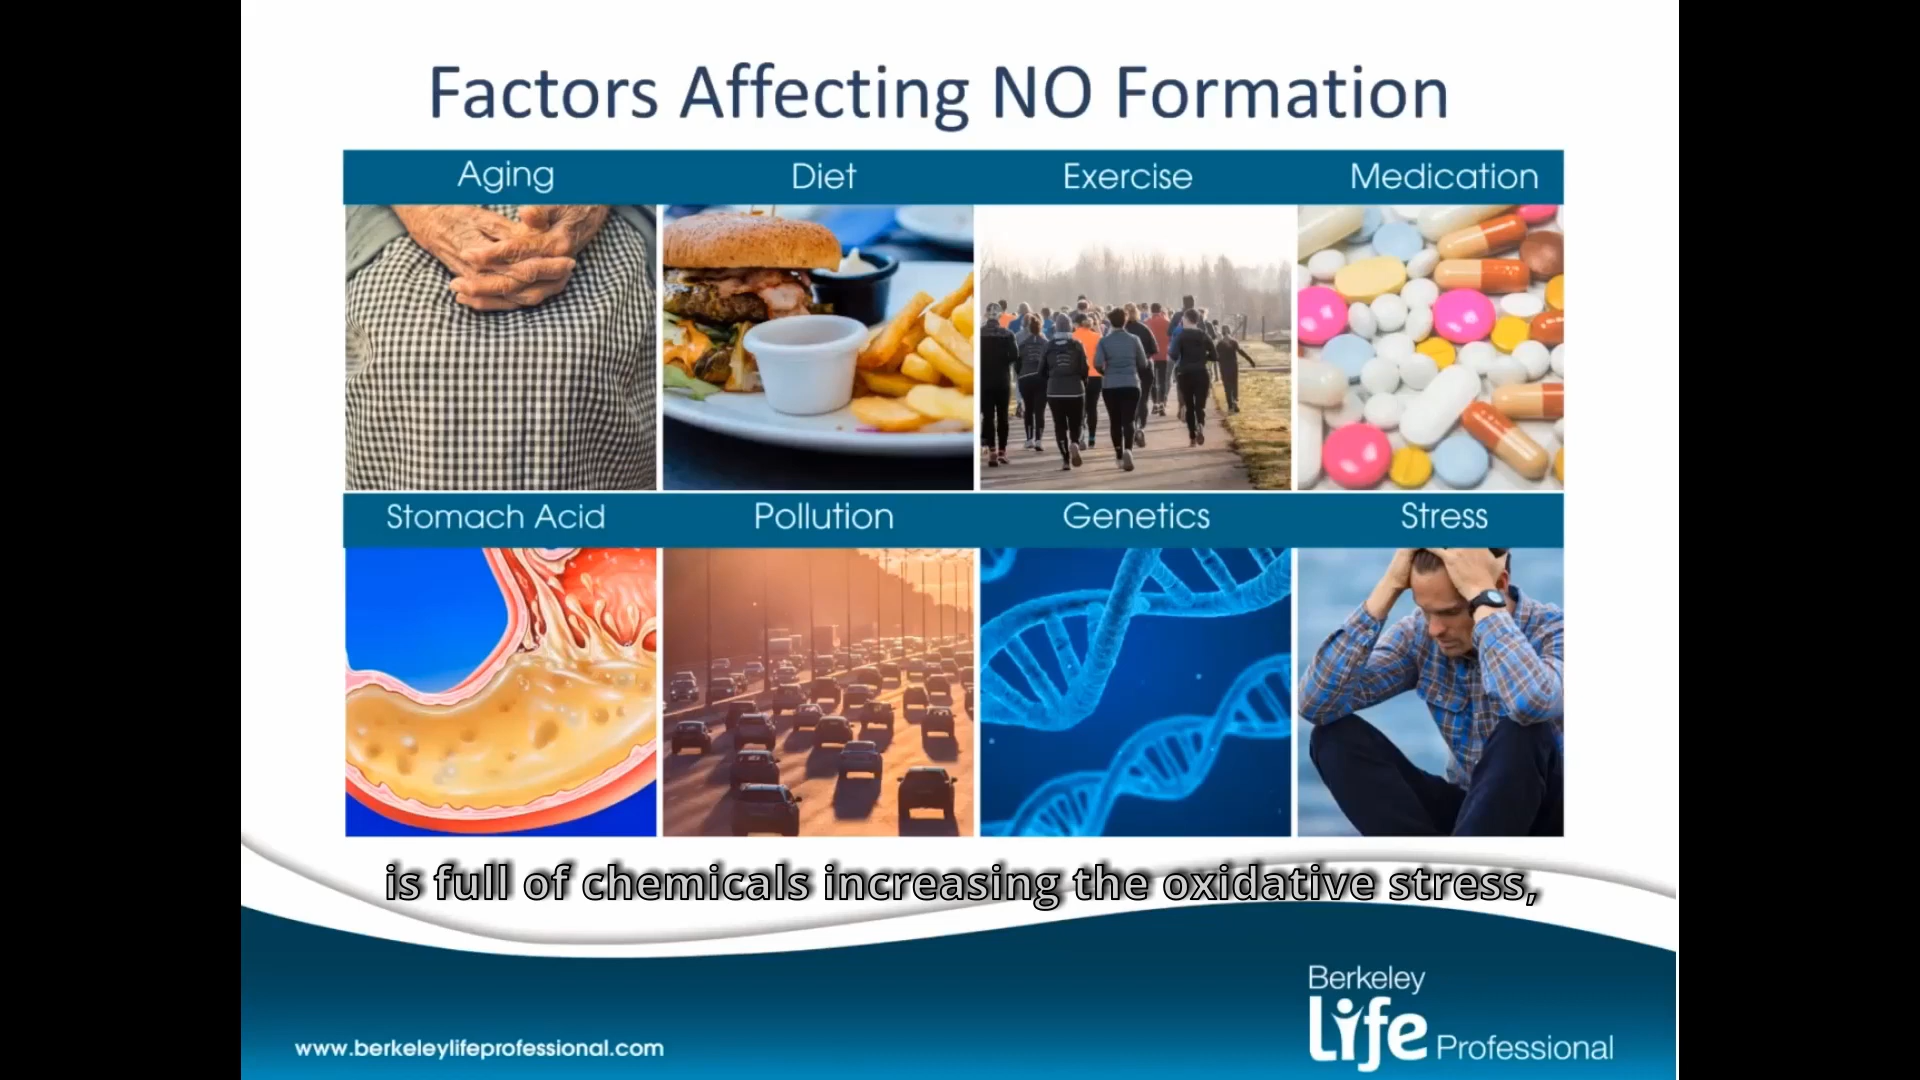 Factors Affecting NO Formation
Aging Diet Exercise Medication
Stomach Acid Pollution Genetics Stress
is full of chemicals increasing the oxidative stress,
www.berkeleylifeprofessional.com
Berkeley
Life Professional